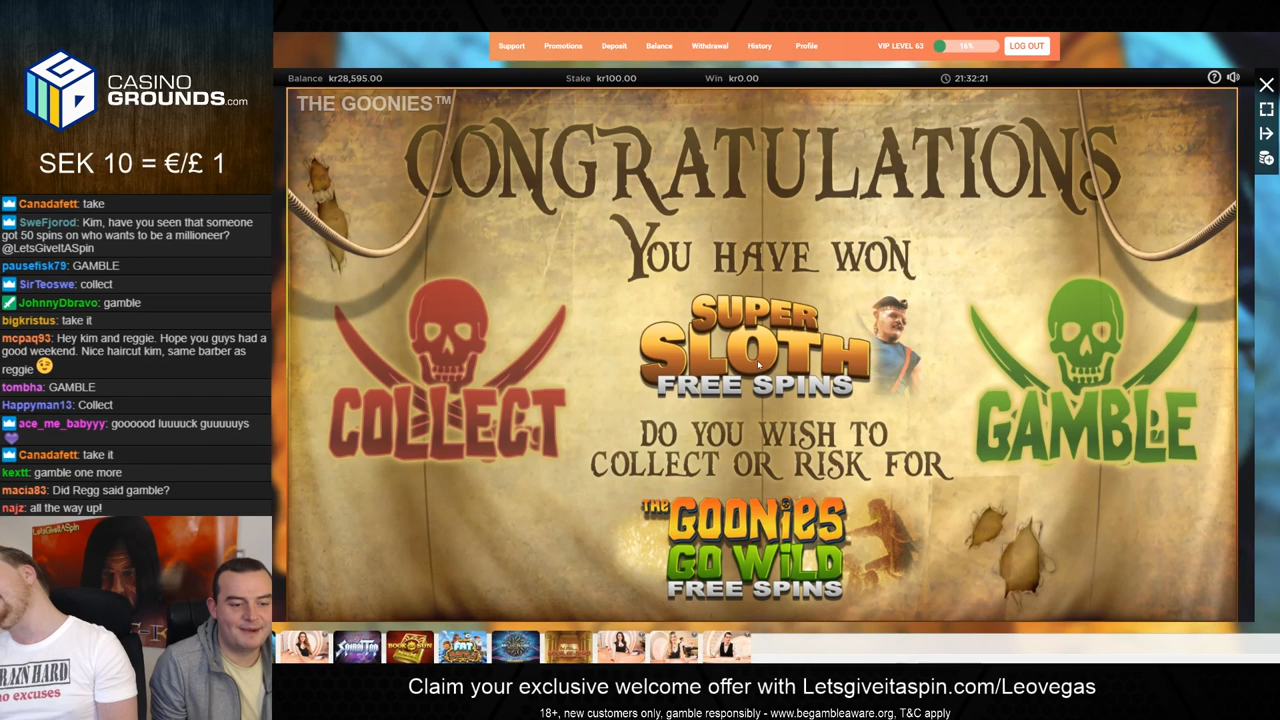 CASINO
GROUNDS.com
SEK 10 = €/£ 1
Canadafett: take
SweFjorod: Kim, have you seen that someone
got 50 spins on who wants to be a millioneer?
@LetsGiveItASpin
pausefisk79: GAMBLE
SirTeoswe: collect
JohnnyDbravo: gamble
bigkristus: take it
mcpaq93: Hey kim and reggie. Hope you guys had a
good weekend. Nice haircut kim, same barber as
reggie
tombha: GAMBLE
Happyman13: Collect
ace_me_babyyy: goooood luuuuck guuuuuys
Canadafett: take it
kextt: gamble one more
macia83: Did Regg said gamble?
najz: all the way up!
LetsGiveItASpin
RAIN HARD
no excuses
Support Promotions Deposit Balance Withdrawal History Profile VIP LEVEL 63 16% LOG OUT
Balance kr28,595.00 Stake kr100.00 Win kr0.00 21:32:21
THE GOONIES™
CONGRATULATIONS
YOU HAVE WON
SUPER
SLOTH
FREE SPINS
COLLECT
GAMBLE
DO YOU WISH TO
COLLECT OR RISK FOR
THE GOONIES
GO WILD
FREE SPINS
Claim your exclusive welcome offer with Letsgiveitaspin.com/Leovegas
18+, new customers only, gamble responsibly - www.begambleaware.org, T&C apply